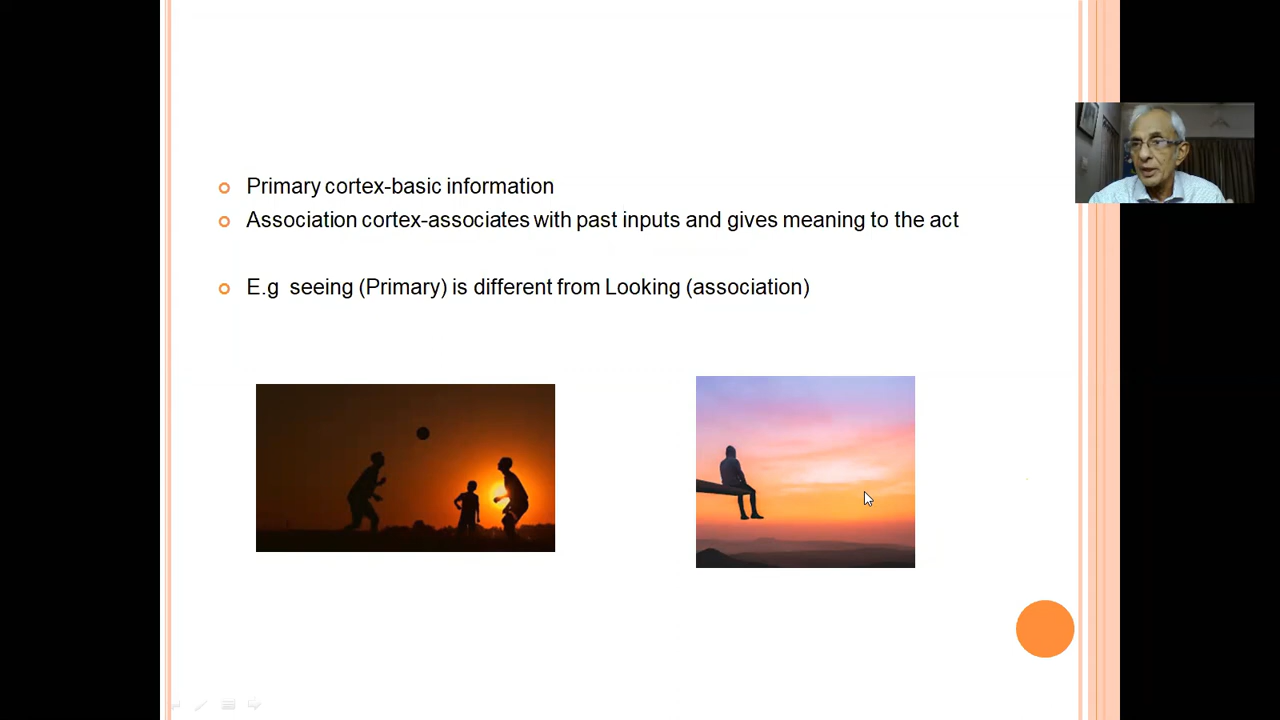 Primary cortex-basic information
Association cortex-associates with past inputs and gives meaning to the act
E.g  seeing (Primary) is different from Looking (association)